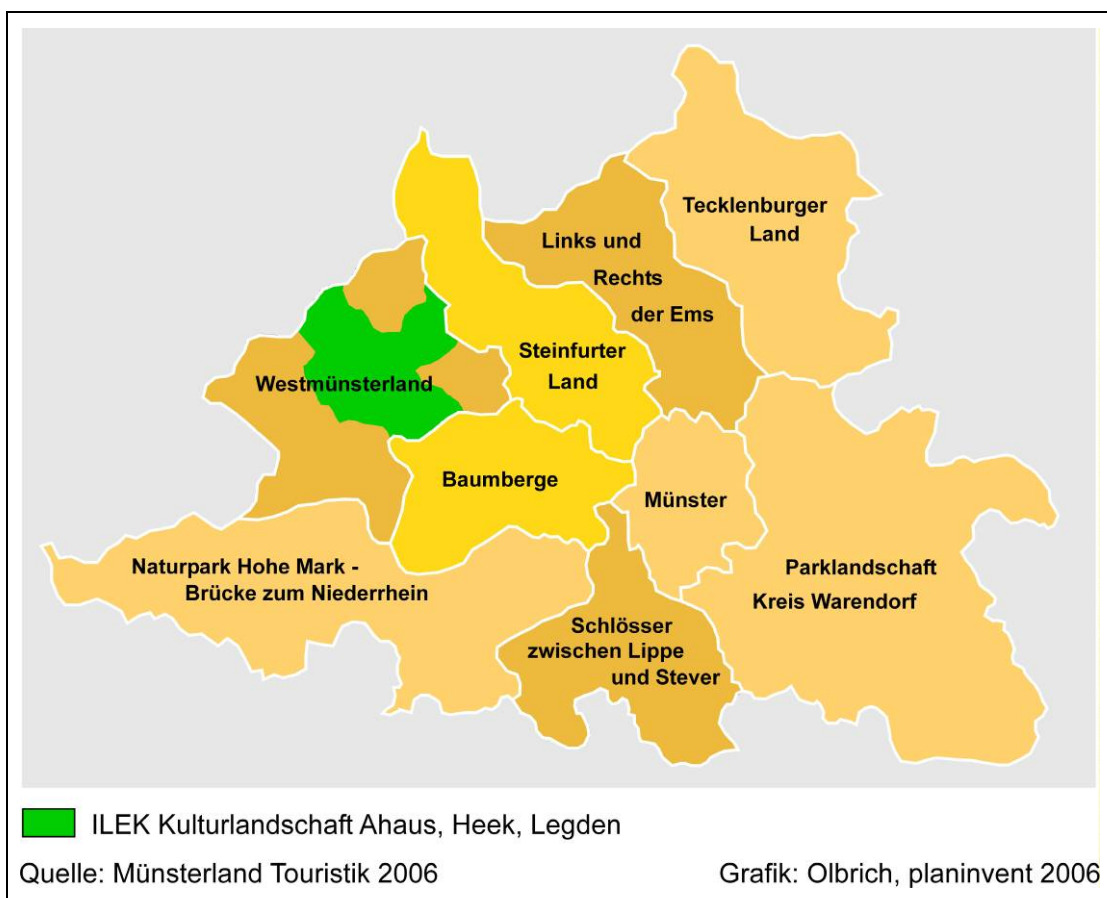 Tecklenburger
Land
Links und
Rechts
der Ems
Steinfurter
Land
Westmünsterland
Baumberge
Münster
Naturpark Hohe Mark -
Brücke zum Niederrhein
Parklandschaft
Kreis Warendorf
Schlösser
zwischen Lippe
und Stever
ILEK Kulturlandschaft Ahaus, Heek, Legden
Quelle: Münsterland Touristik 2006
Grafik: Olbrich, planinvent 2006